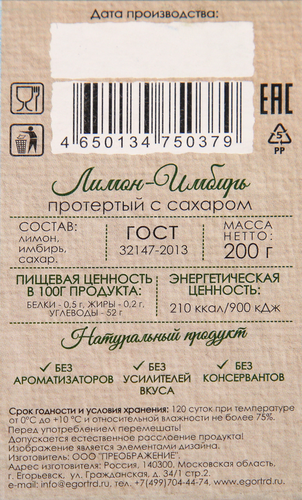 Дата производства:
4 650134 750379
EAC
5
PP
Лимон-Имбирь
протертый с сахаром
СОСТАВ:
лимон,
имбирь,
сахар.
ГОСТ
32147-2013
МАССА
НЕТТО:
200 г
ПИЩЕВАЯ ЦЕННОСТЬ
В 100Г ПРОДУКТА:
БЕЛКИ - 0,5 г, ЖИРЫ - 0,2 г,
УГЛЕВОДЫ – 52 г
ЭНЕРГЕТИЧЕСКАЯ
ЦЕННОСТЬ:
210 ккал/900 кДж
Натуральный продукт
✓ БЕЗ
АРОМАТИЗАТОРОВ
✓ БЕЗ
УСИЛИТЕЛЕЙ
ВКУСА
✓ БЕЗ
КОНСЕРВАНТОВ
Срок годности и условия хранения: 120 суток при температуре
от 0°С до +10 °С и относительной влажности не более 75%.
Перед употреблением перемешать!
Допускается естественное расслоение продукта!
Изображение является элементами дизайна.
Изготовитель: ООО "ПРЕОБРАЖЕНИЕ".
Адрес изготовителя: Россия, 140300, Московская область,
г. Егорьевск, ул. Гражданская, д. 34/1 стр.2.
e-mail: info@egortrd.ru, тел: +7(499)704-44-74. www.egortrd.ru